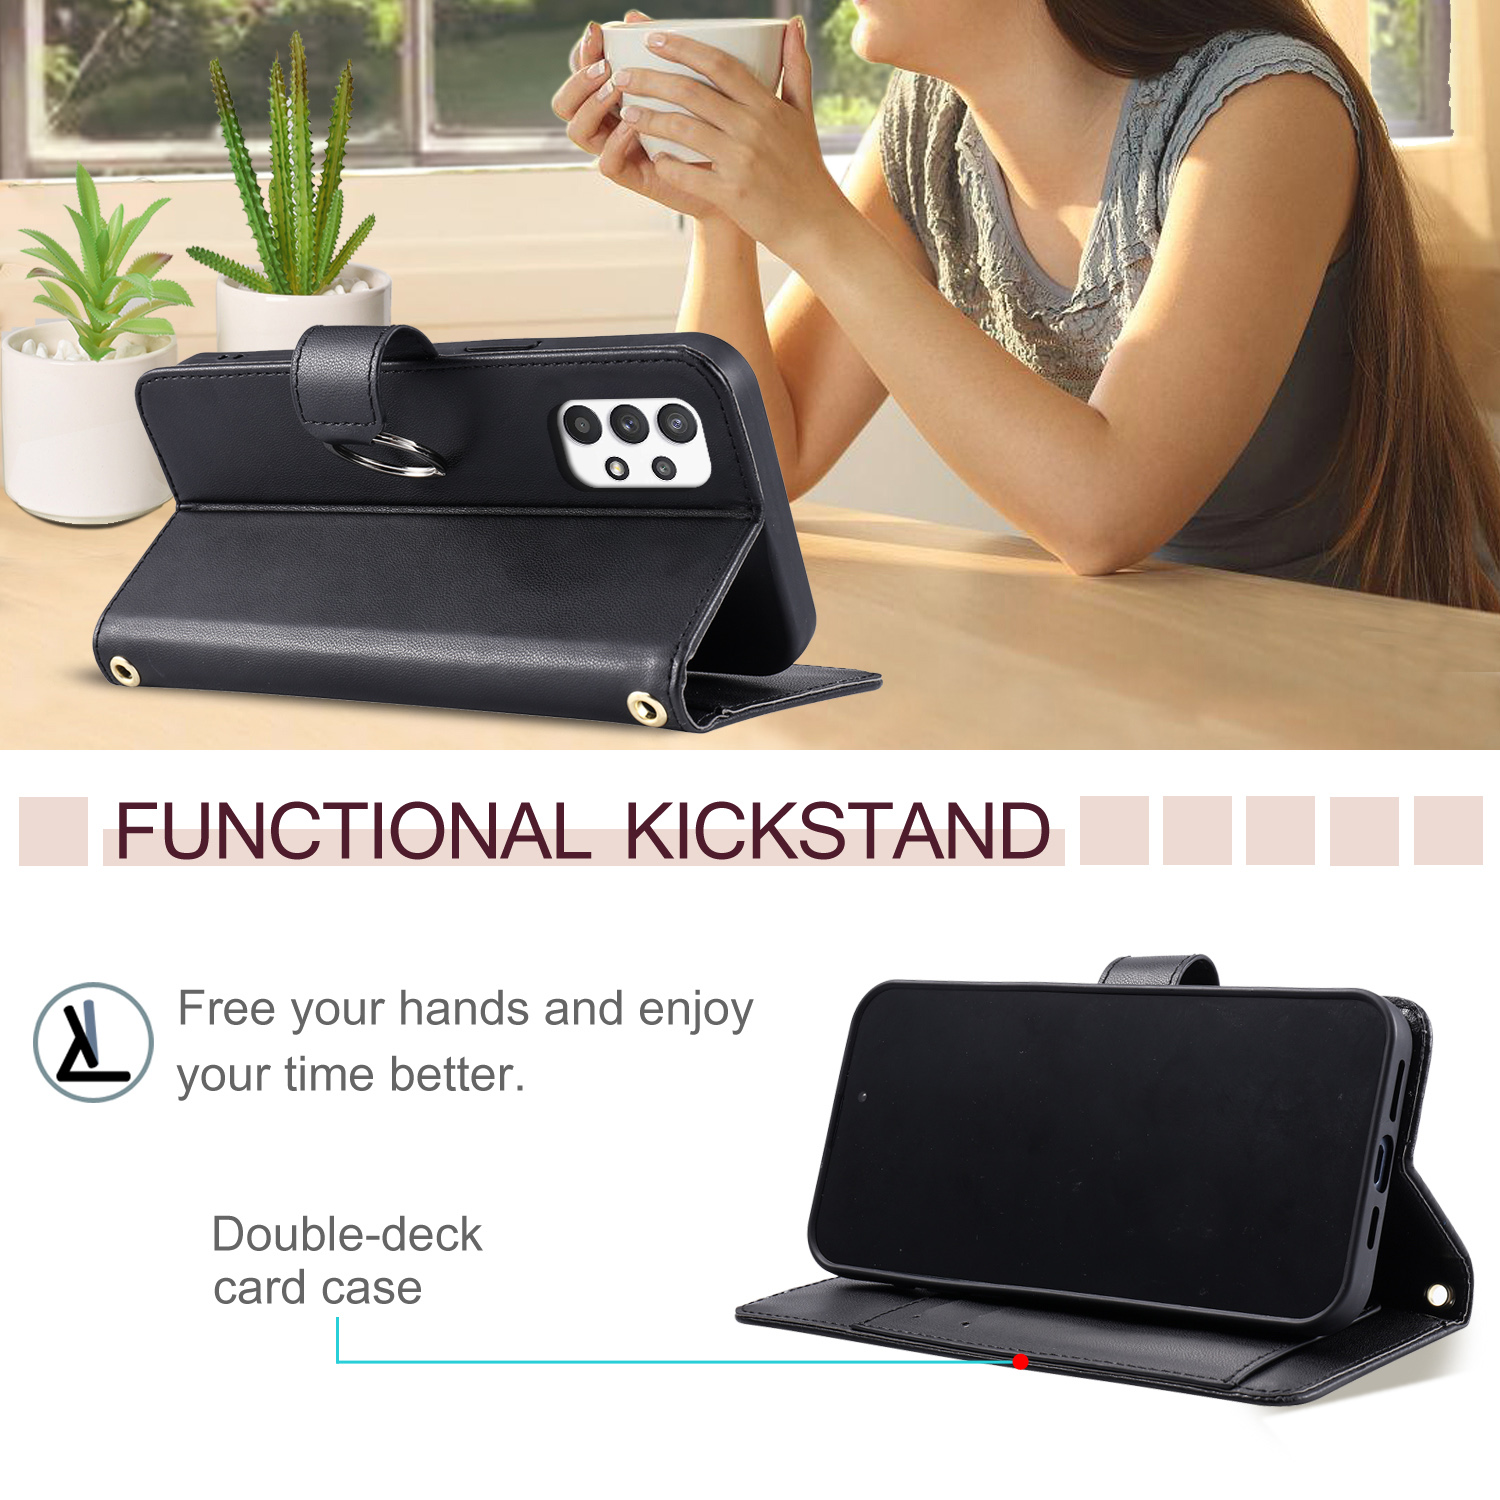 FUNCTIONAL KICKSTAND
Free your hands and enjoy
your time better.
Double-deck
card case